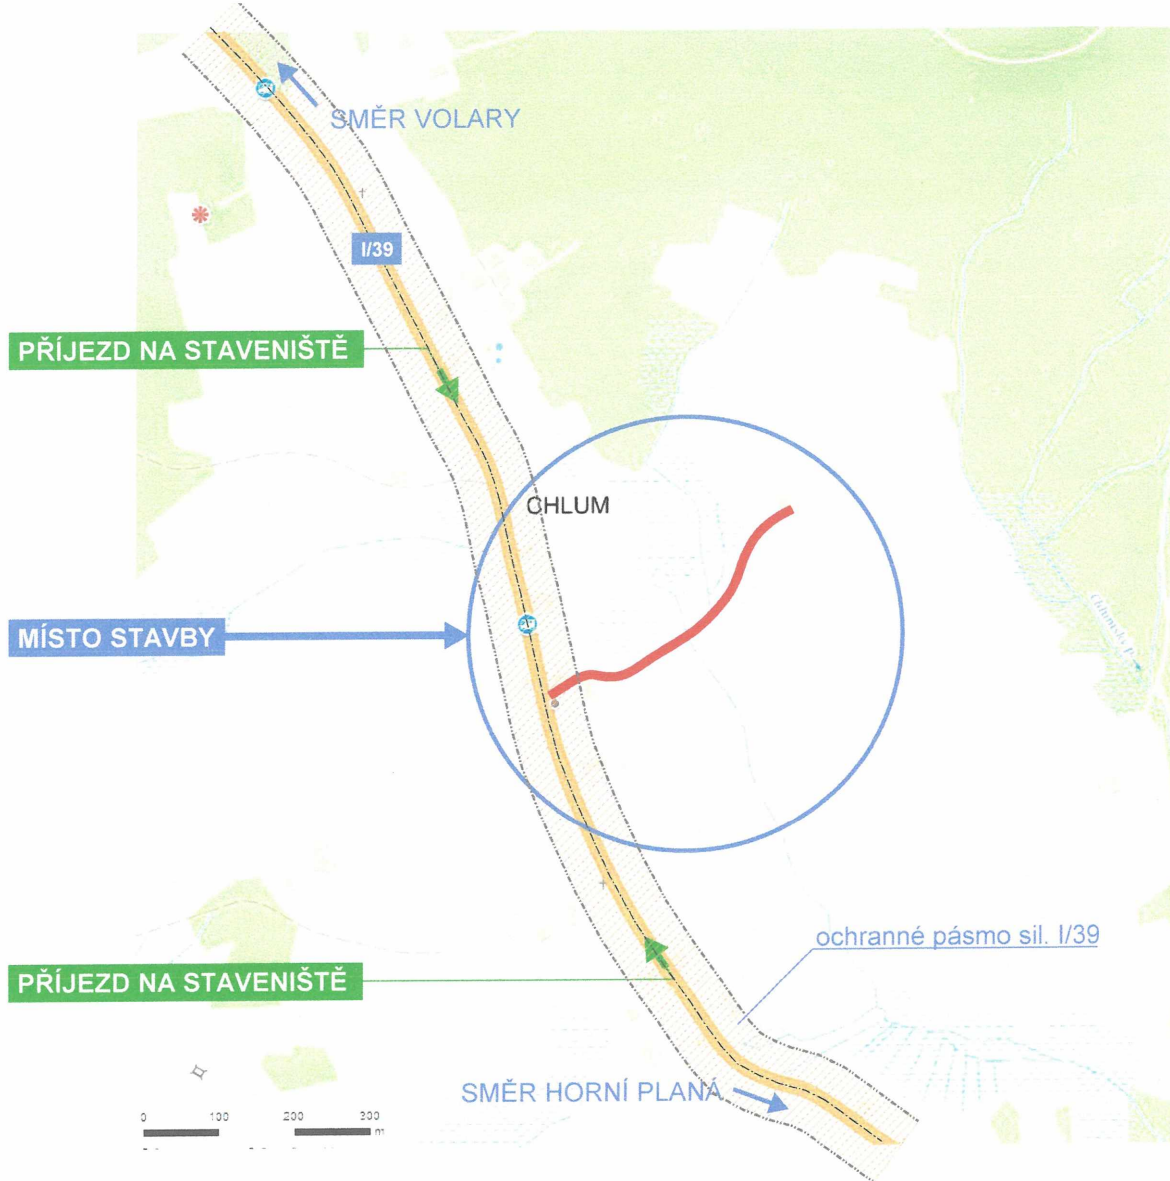 SMĚR VOLARY
I/39
PŘÍJEZD NA STAVENIŠTĚ
CHLUM
MÍSTO STAVBY
ochranné pásmo sil. I/39
PŘÍJEZD NA STAVENIŠTĚ
SMĚR HORNÍ PLANÁ
0 100 200 300
m